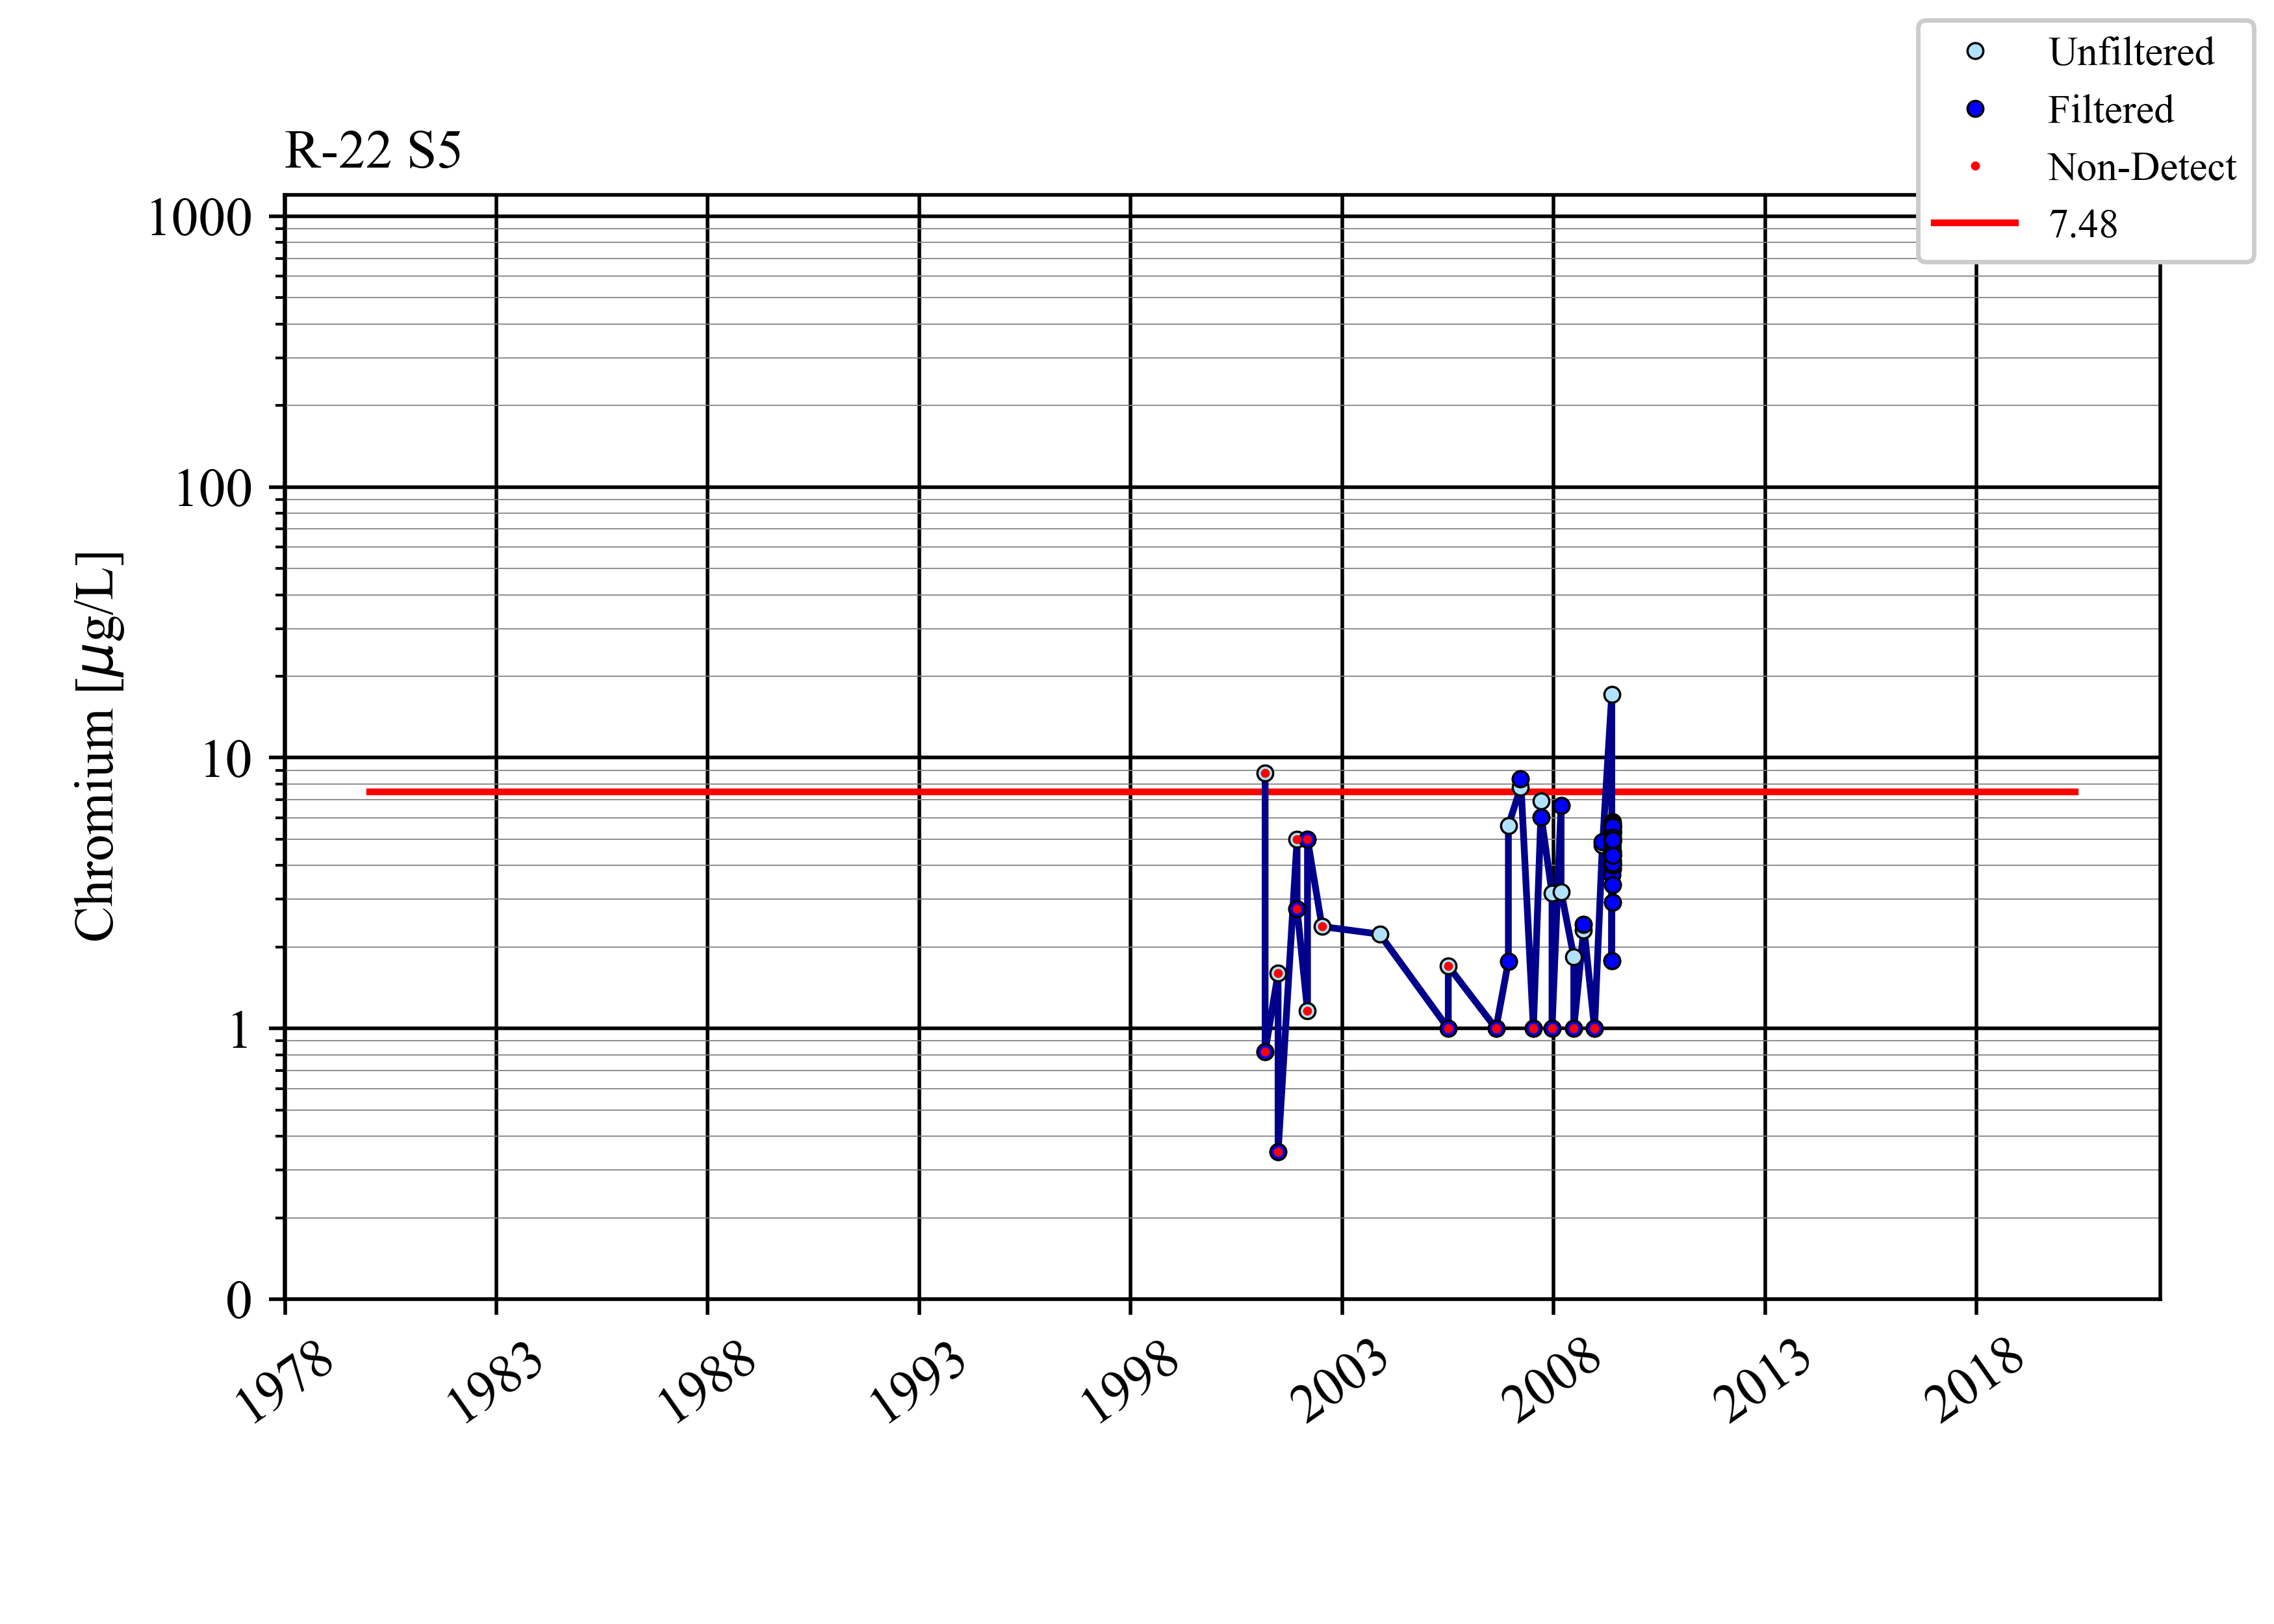 Unfiltered
Filtered
Non-Detect
7.48
R-22 S5
1000
100
10
1
0
Chromium [μg/L]
1978 1983 1988 1993 1998 2003 2008 2013 2018